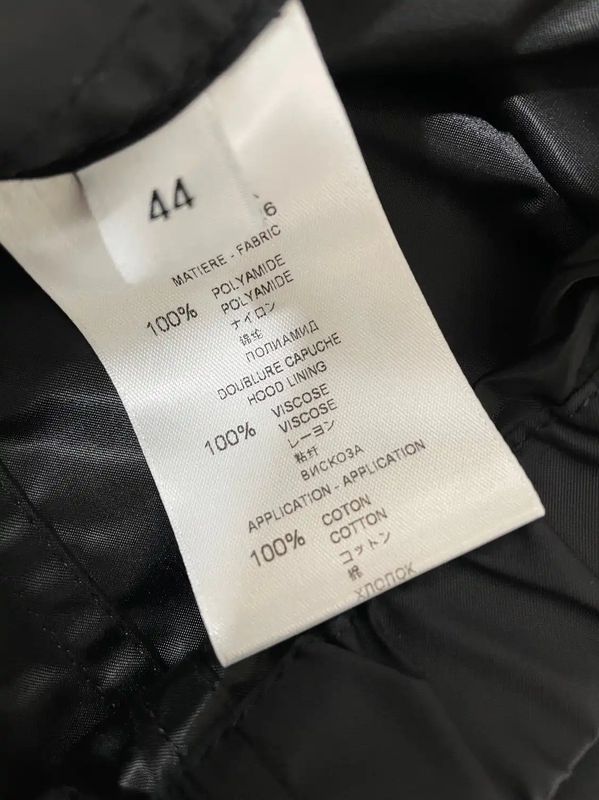 44
6
MATIERE - FABRIC
100% POLYAMIDE
POLYAMIDE
ナイロン
锦纶
ПОЛИАМИД
DOUBLURE CAPUCHE
HOOD LINING
100% VISCOSE
VISCOSE
レーヨン
粘纤
ВИСКОЗА
APPLICATION - APPLICATION
100% COTON
COTTON
コットン
棉
ХЛОПОК